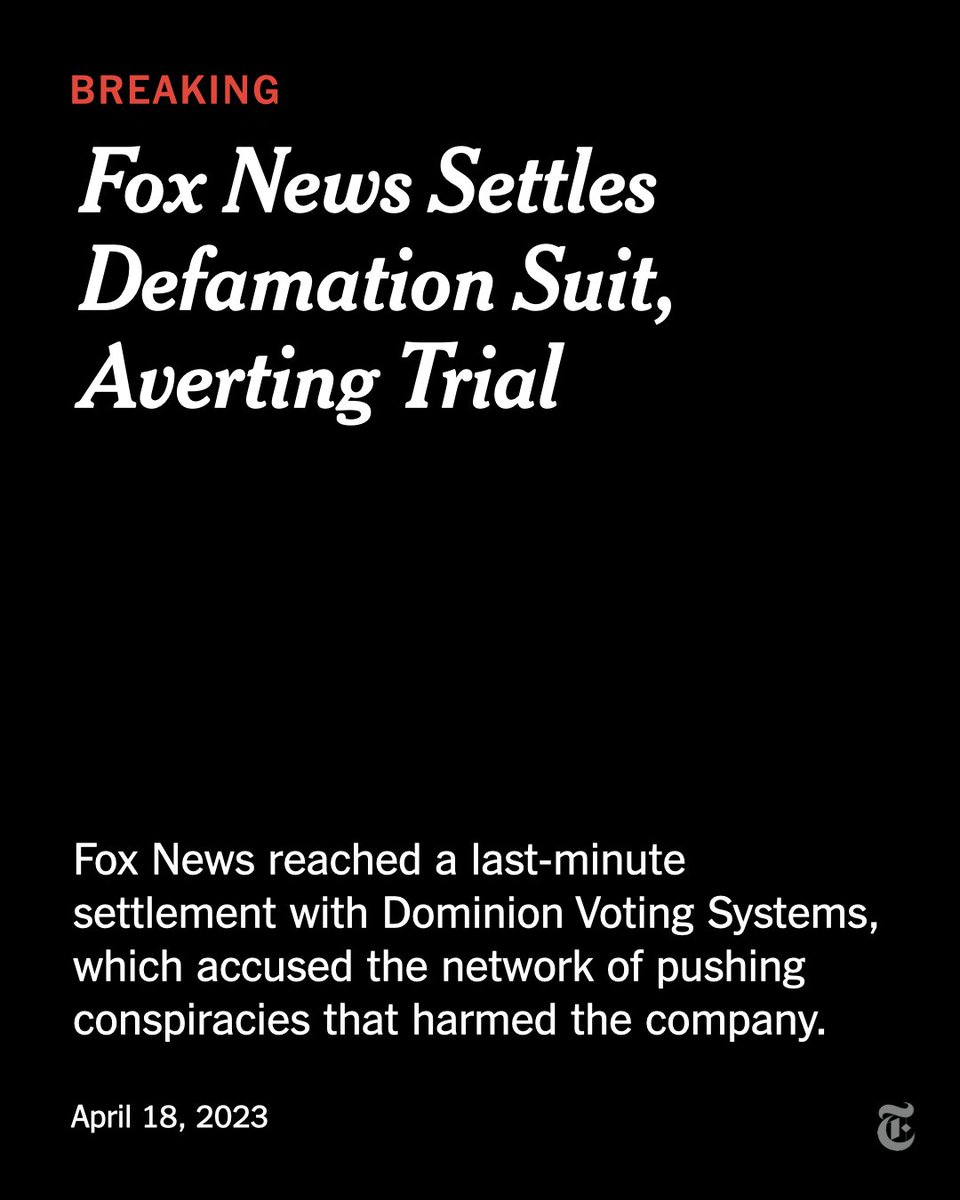 BREAKING
Fox News Settles
Defamation Suit,
Averting Trial
Fox News reached a last-minute
settlement with Dominion Voting Systems,
which accused the network of pushing
conspiracies that harmed the company.
April 18, 2023
T